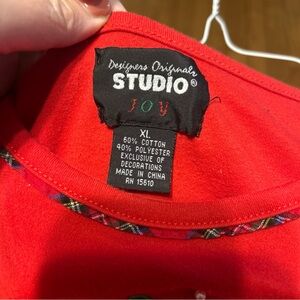 Designers Originals
STUDIO®
JOY
XL
60% COTTON
40% POLYESTER
EXCLUSIVE OF
DECORATIONS
MADE IN CHINA
RN 15610